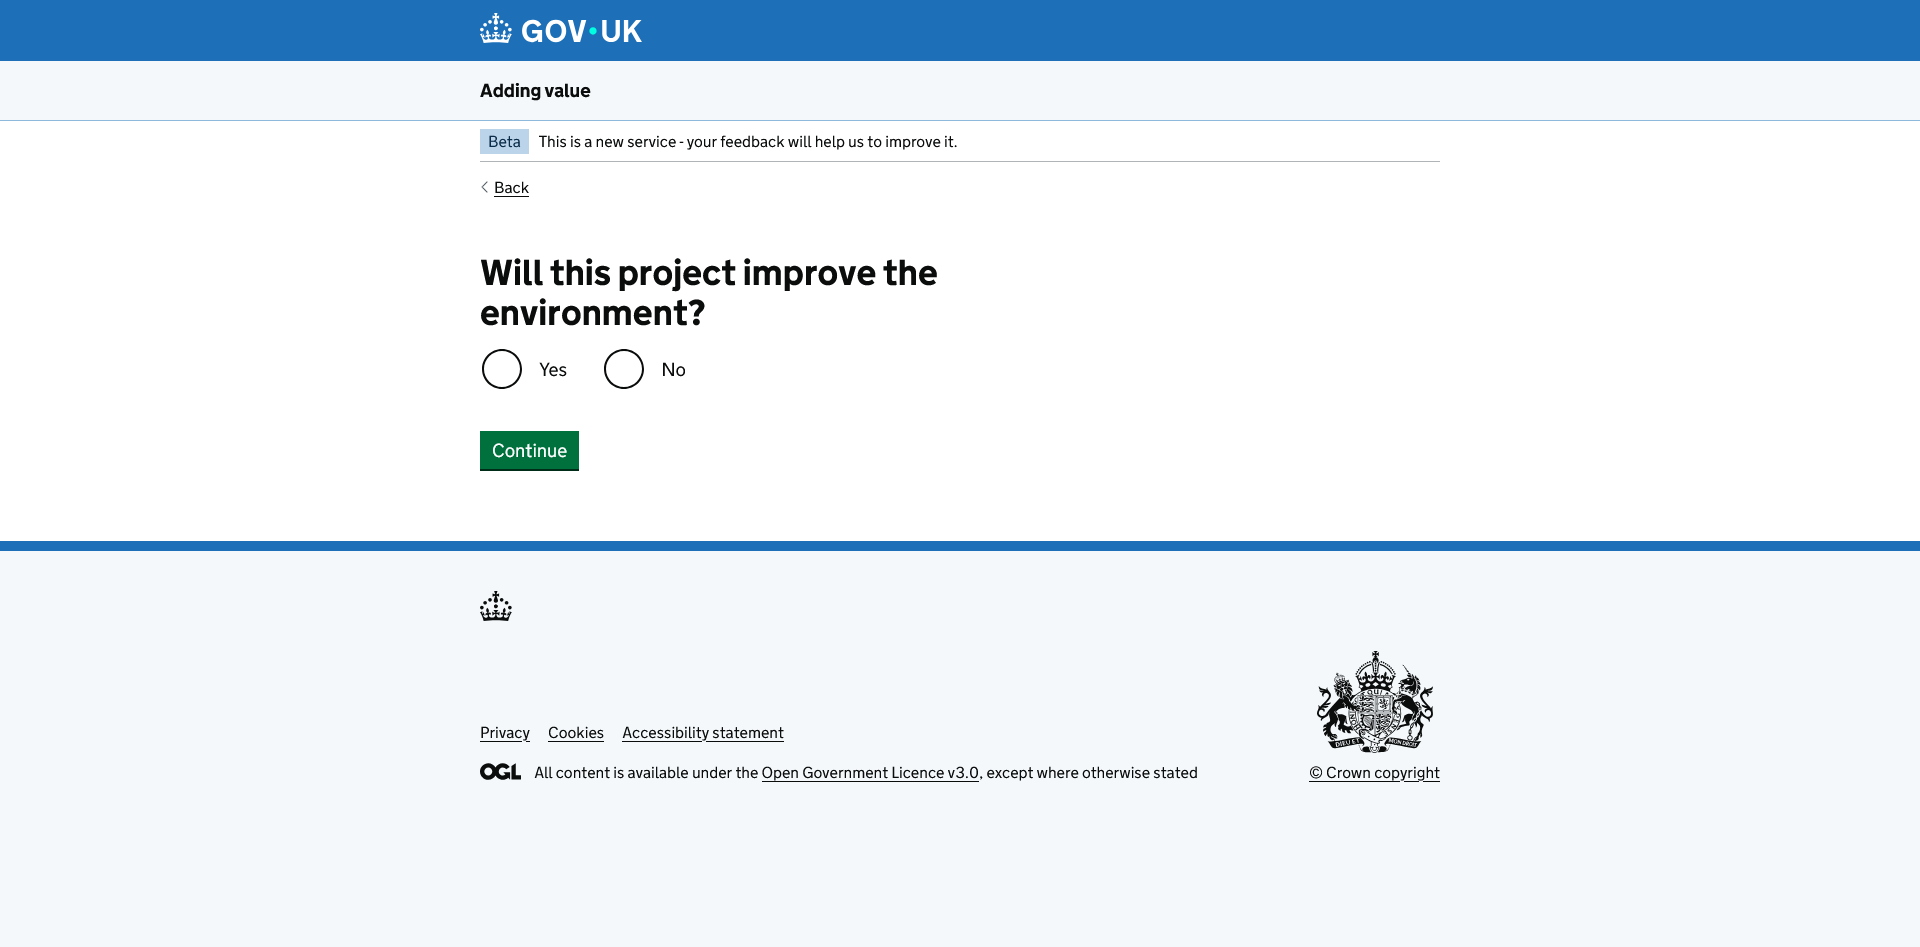 GOV·UK
Adding value
Beta This is a new service - your feedback will help us to improve it.
Back
Will this project improve the
environment?
Yes No
Continue
Privacy Cookies Accessibility statement
OGL All content is available under the Open Government Licence v3.0, except where otherwise stated
© Crown copyright